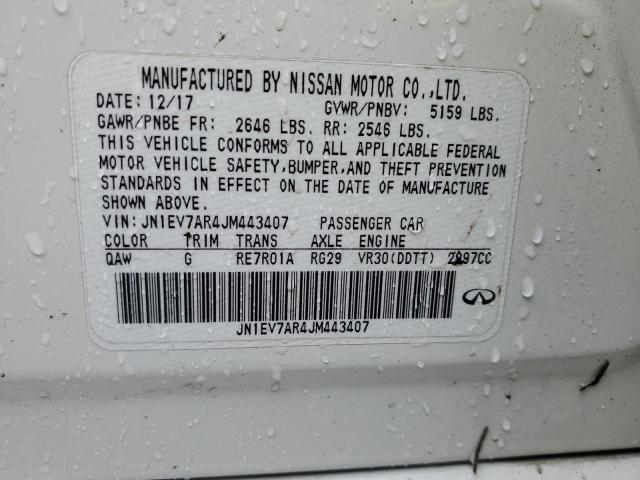 MANUFACTURED BY NISSAN MOTOR CO.,LTD.
DATE: 12/17 GVWR/PNBV: 5159 LBS.
GAWR/PNBE FR: 2646 LBS. RR: 2546 LBS.
THIS VEHICLE CONFORMS TO ALL APPLICABLE FEDERAL
MOTOR VEHICLE SAFETY,BUMPER,AND THEFT PREVENTION
STANDARDS IN EFFECT ON THE DATE OF MANUFACTURE
SHOWN ABOVE.
VIN:JN1EV7AR4JM443407 PASSENGER CAR
COLOR TRIM TRANS AXLE ENGINE
QAW G RE7R01A RG29 VR30(DDTT) 2997CC
JN1EV7AR4JM443407